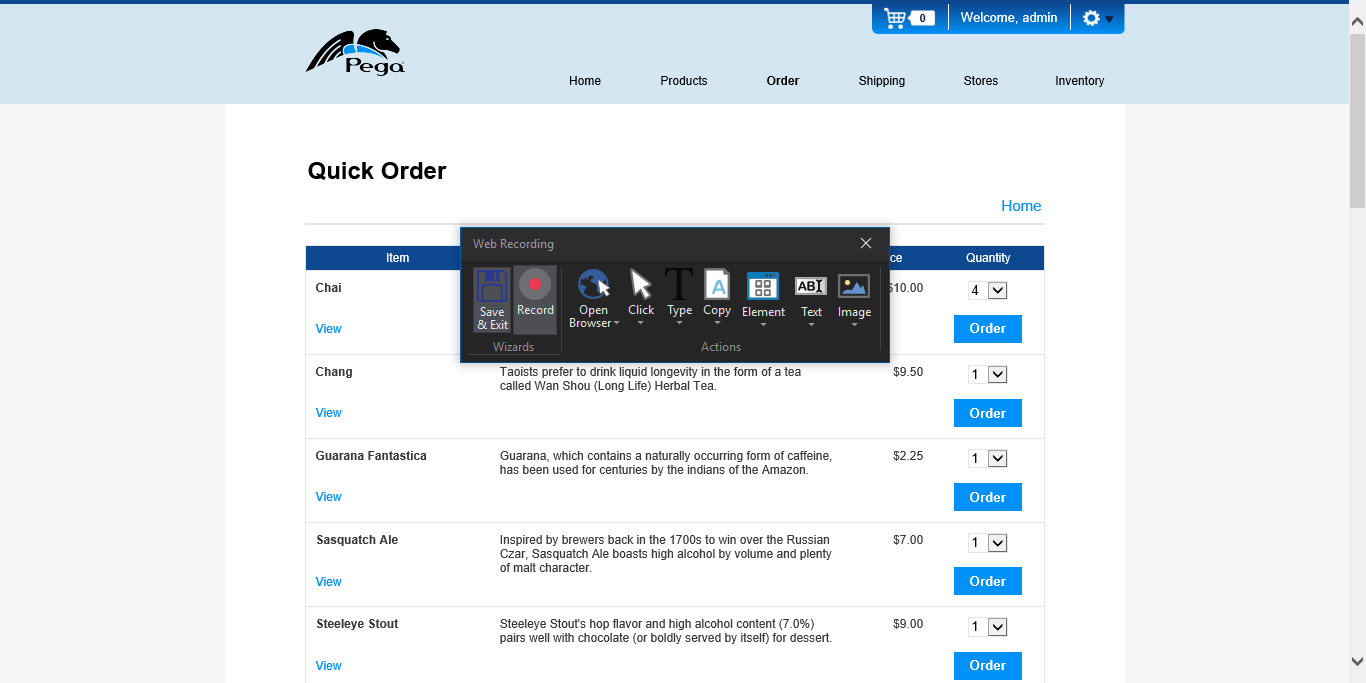 0
Welcome, admin
Pega
Home Products Order Shipping Stores Inventory
Quick Order
Home
Item ce Quantity
Web Recording
Save & Exit
Record
Open Browser
Click
Type
Copy
Element
Text
Image
Wizards
Actions
Chai $10.00 4
View Order
Chang Taoists prefer to drink liquid longevity in the form of a tea $9.50 1
called Wan Shou (Long Life) Herbal Tea.
View Order
Guarana Fantastica Guarana, which contains a naturally occurring form of caffeine, $2.25 1
has been used for centuries by the indians of the Amazon.
View Order
Sasquatch Ale Inspired by brewers back in the 1700s to win over the Russian $7.00 1
Czar, Sasquatch Ale boasts high alcohol by volume and plenty
of malt character.
View Order
Steeleye Stout Steeleye Stout's hop flavor and high alcohol content (7.0%) $9.00 1
pairs well with chocolate (or boldly served by itself) for dessert.
View Order